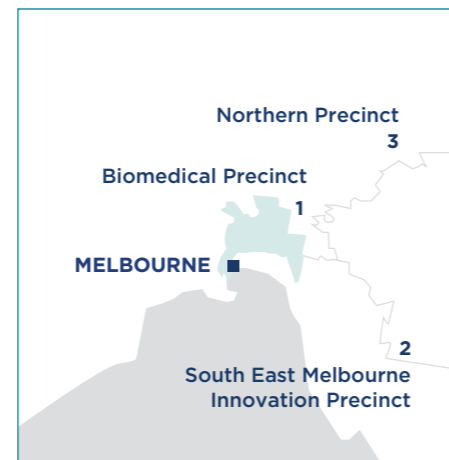 Northern Precinct
3
Biomedical Precinct
1
MELBOURNE
2
South East Melbourne
Innovation Precinct